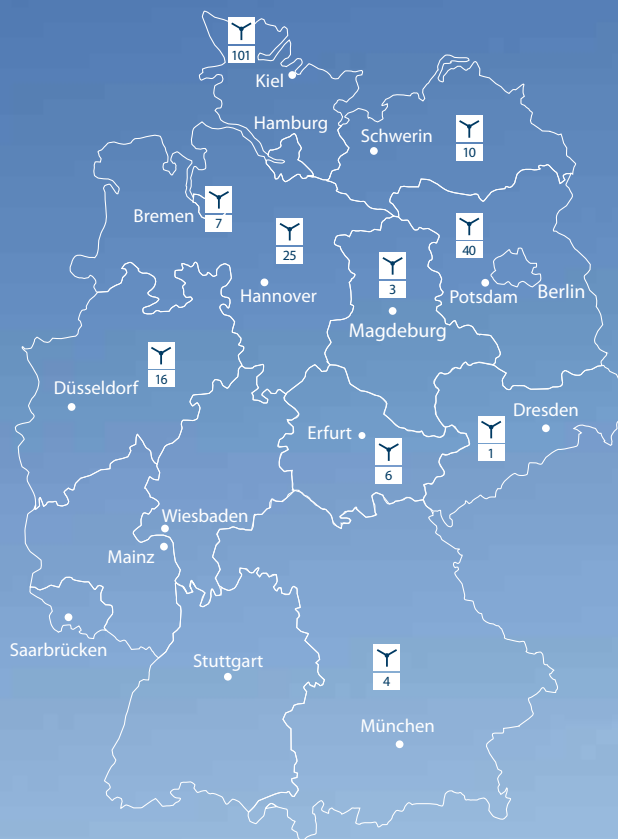 101
Kiel
Hamburg
Schwerin
10
Bremen
7
25
40
Hannover
3
Potsdam
Berlin
Magdeburg
16
Düsseldorf
Dresden
Erfurt
1
6
Wiesbaden
Mainz
Saarbrücken
Stuttgart
4
München